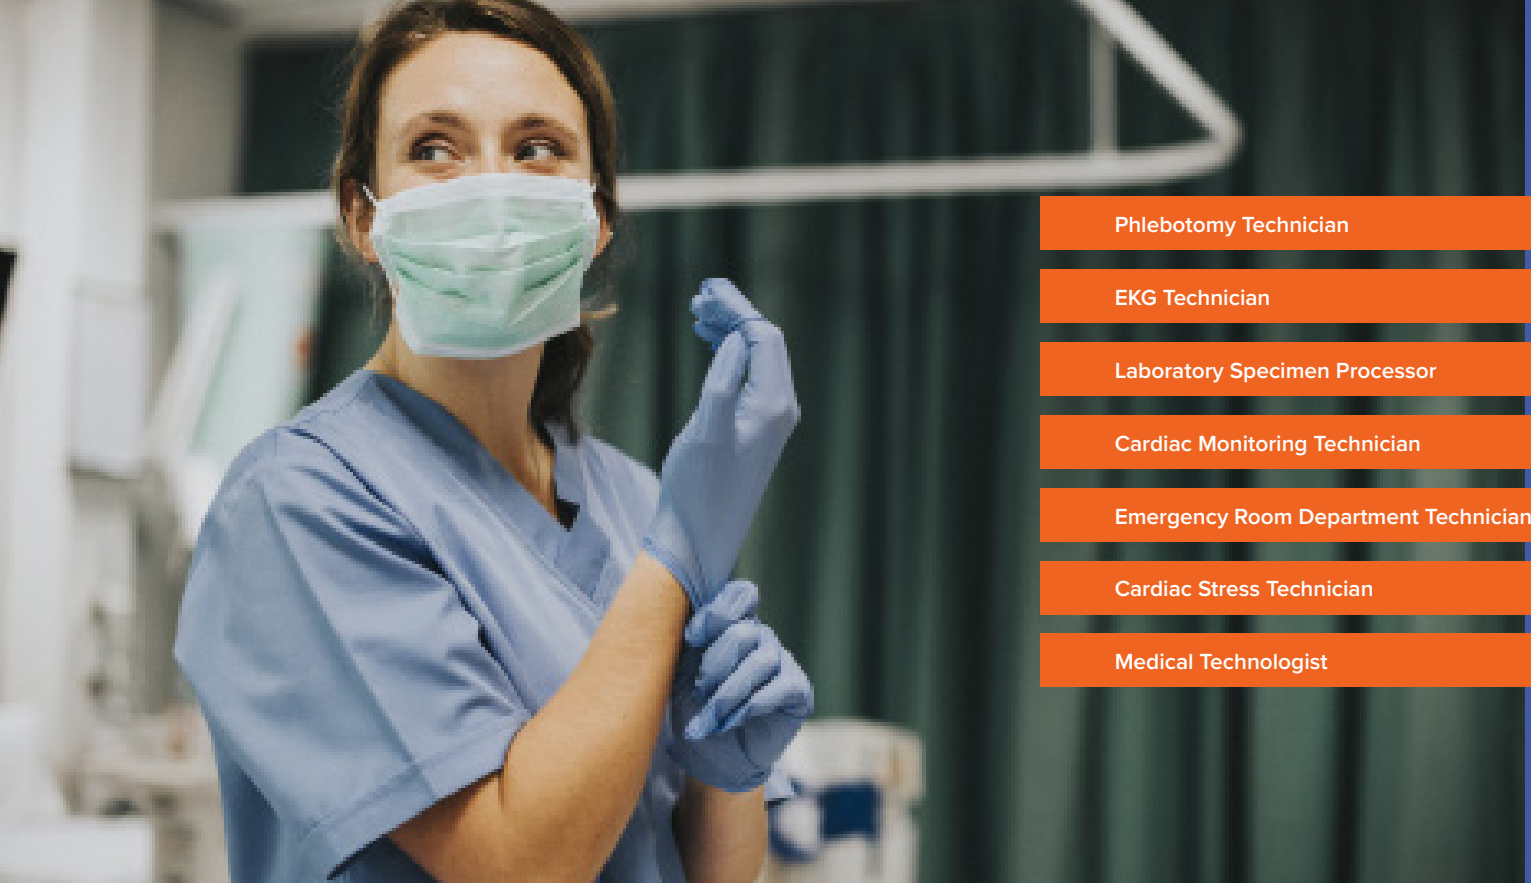 Phlebotomy Technician
EKG Technician
Laboratory Specimen Processor
Cardiac Monitoring Technician
Emergency Room Department Technician
Cardiac Stress Technician
Medical Technologist